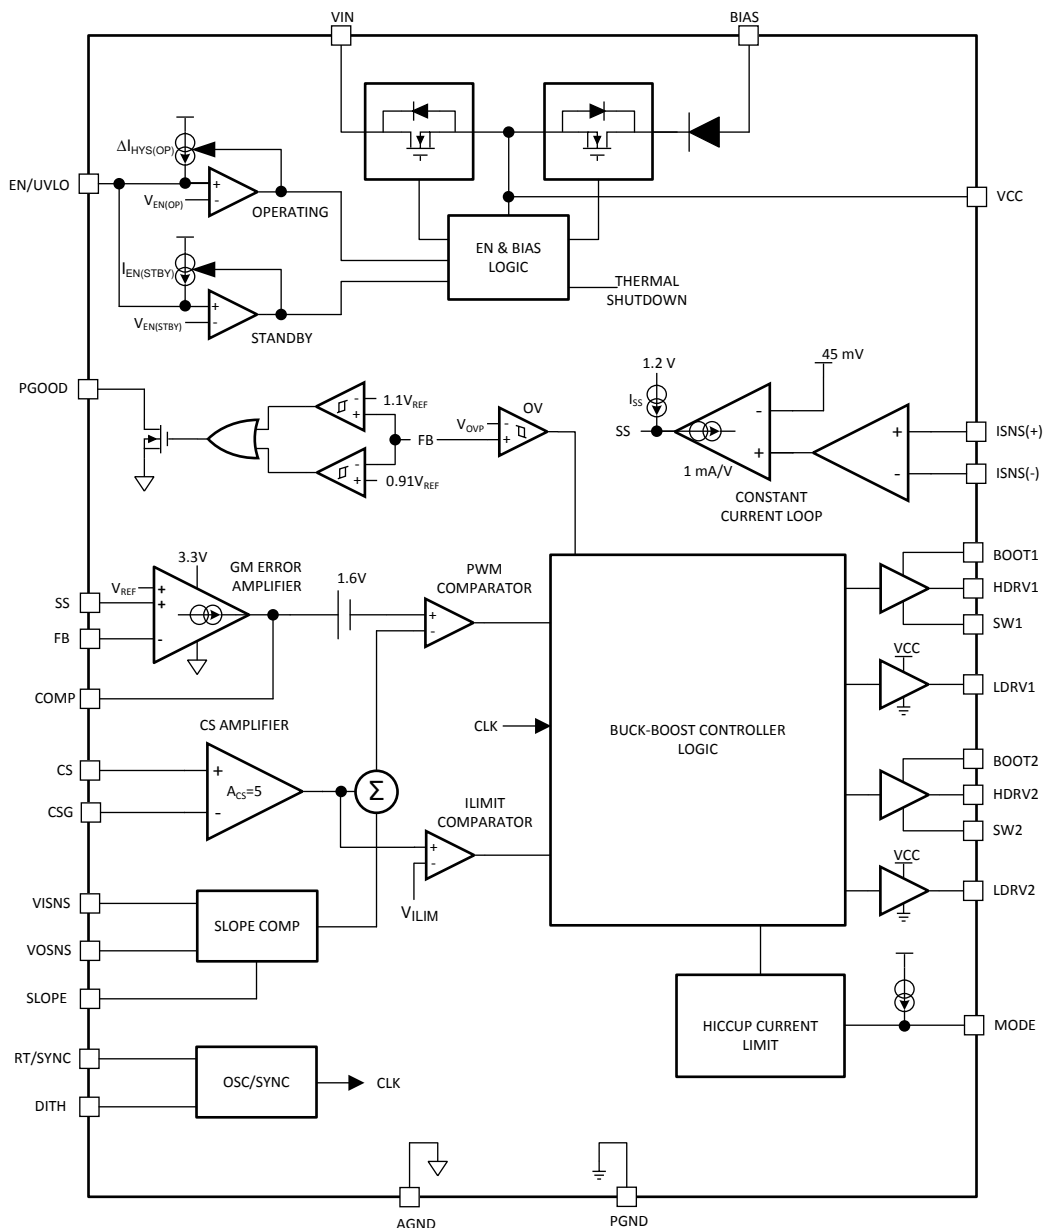 VIN
BIAS
ΔI_HYS(OP)
EN/UVLO
+
-
V_EN(OP)
OPERATING
VCC
EN & BIAS
LOGIC
I_EN(STBY)
+
-
V_EN(STBY)
STANDBY
THERMAL
SHUTDOWN
PGOOD
-
+
1.1V_REF
FB
-
+
0.91V_REF
V_OVP
-
+
OV
1.2 V
I_SS
SS
45 mV
-
+
1 mA/V
CONSTANT
CURRENT LOOP
+
-
ISNS(+)
ISNS(-)
3.3V
GM ERROR
AMPLIFIER
V_REF
+
+
-
SS
FB
COMP
1.6V
PWM
COMPARATOR
+
-
BOOT1
HDRV1
SW1
VCC
LDRV1
CS AMPLIFIER
CLK
BUCK-BOOST CONTROLLER
LOGIC
CS
+
A_CS=5
-
CSG
Σ
ILIMIT
COMPARATOR
+
-
V_ILIM
BOOT2
HDRV2
SW2
VCC
LDRV2
VISNS
SLOPE COMP
VOSNS
SLOPE
HICCUP CURRENT
LIMIT
MODE
RT/SYNC
OSC/SYNC
CLK
DITH
AGND
PGND